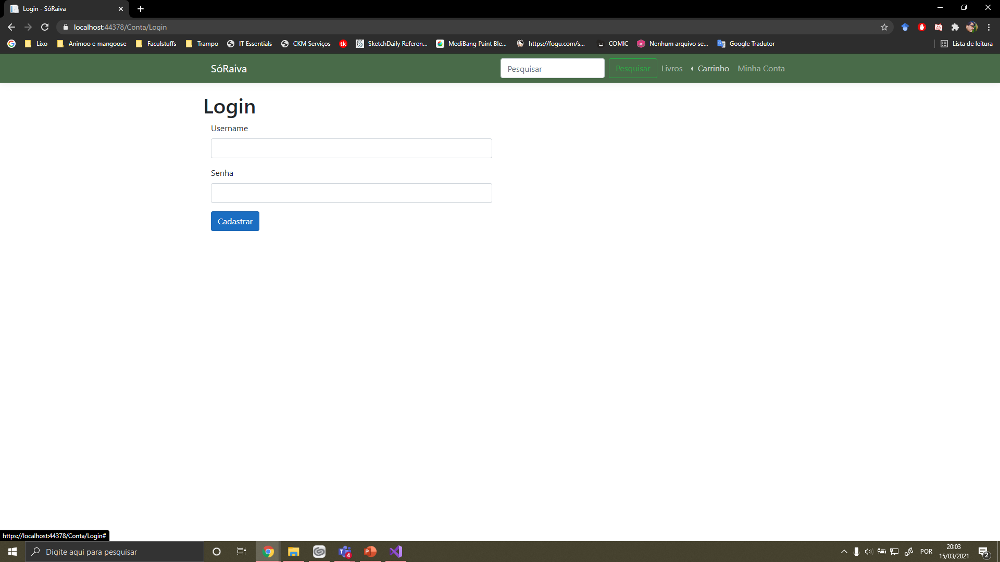 Login - SóRaiva
localhost:44378/Conta/Login
Lixo Animoo e mangoose Faculstuffs Trampo IT Essentials CKM Serviços tk SketchDaily Referen... MediBang Paint Ble... https://fogu.com/s... COMIC Nenhum arquivo se... Google Tradutor Lista de leitura
SóRaiva Pesquisar Pesquisar Livros Carrinho Minha Conta
Login
Username
Senha
Cadastrar
https://localhost:44378/Conta/Login#
Digite aqui para pesquisar
4
POR
20:03
15/03/2021
2